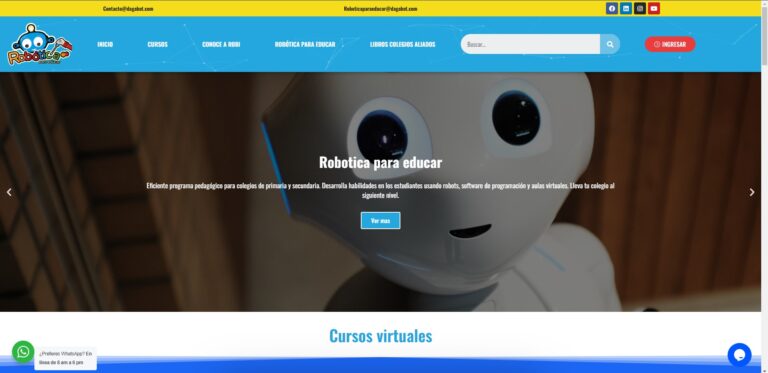 Contacto@dagabot.com
Roboticaparaeducar@dagabot.com
Robótica
INICIO
CURSOS
CONOCE A ROBI
ROBÓTICA PARA EDUCAR
LIBROS COLEGIOS ALIADOS
Buscar...
INGRESAR
Robotica para educar
Eficiente programa pedagógico para colegios de primaria y secundaria. Desarrolla habilidades en los estudiantes usando robots, software de programación y aulas virtuales. Lleva tu colegio al
siguiente nivel.
Ver mas
Cursos virtuales
¿Prefieres WhatsApp? En
línea de 8 am a 6 pm